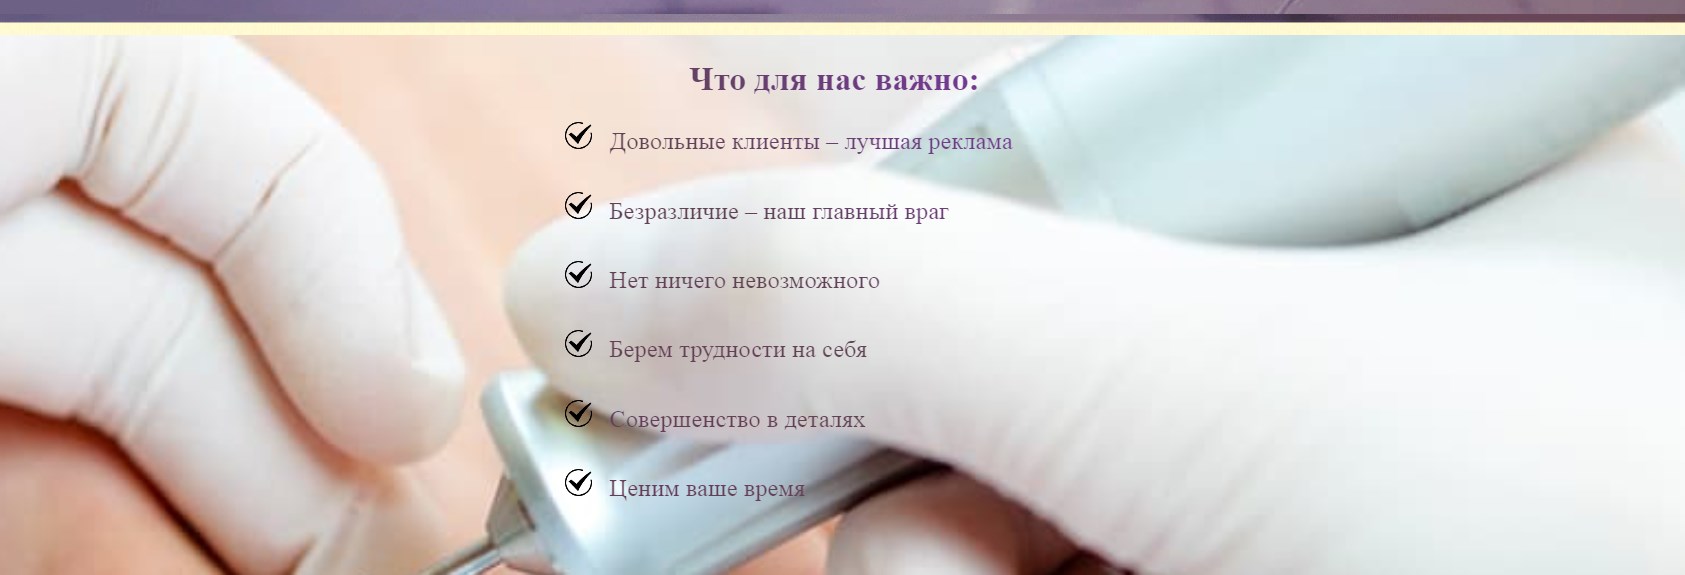 Что для нас важно:
Довольные клиенты – лучшая реклама
Безразличие – наш главный враг
Нет ничего невозможного
Берем трудности на себя
Совершенство в деталях
Ценим ваше время